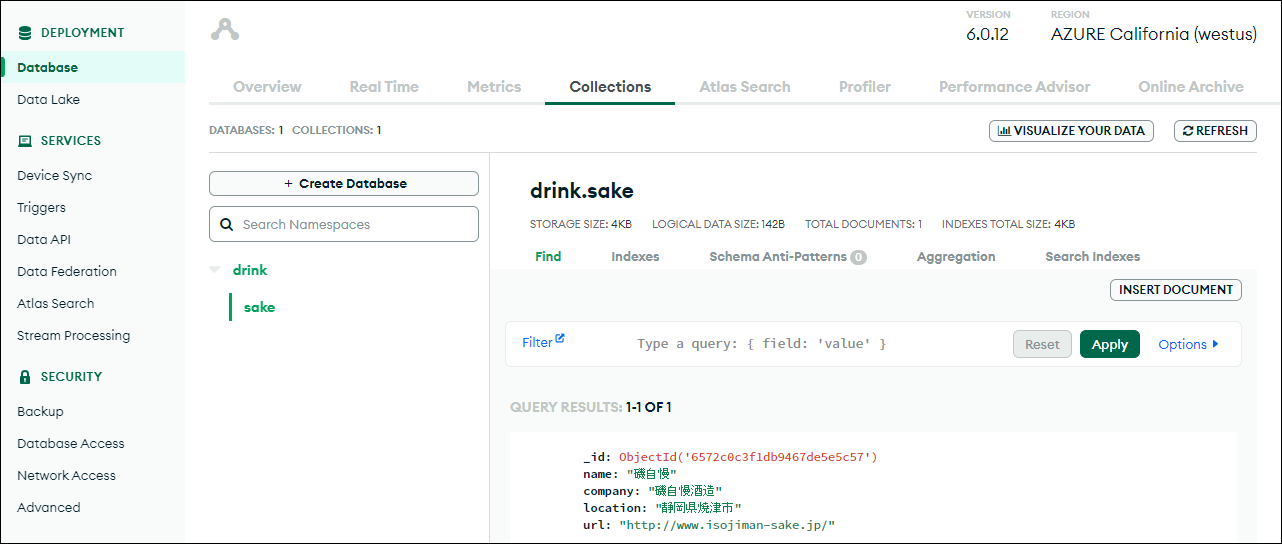 DEPLOYMENT
Database
Data Lake
SERVICES
Device Sync
Triggers
Data API
Data Federation
Atlas Search
Stream Processing
SECURITY
Backup
Database Access
Network Access
Advanced
VERSION REGION
6.0.12 AZURE California (westus)
Overview Real Time Metrics Collections Atlas Search Profiler Performance Advisor Online Archive
DATABASES: 1 COLLECTIONS: 1 VISUALIZE YOUR DATA REFRESH
+ Create Database
Search Namespaces
drink
sake
drink.sake
STORAGE SIZE: 4KB LOGICAL DATA SIZE: 142B TOTAL DOCUMENTS: 1 INDEXES TOTAL SIZE: 4KB
Find Indexes Schema Anti-Patterns 0 Aggregation Search Indexes
INSERT DOCUMENT
Filter Type a query: { field: 'value' } Reset Apply Options
QUERY RESULTS: 1-1 OF 1
_id: ObjectId('6572c0c3f1db9467de5e5c57')
name: "磯自慢"
company: "磯自慢酒造"
location: "静岡県焼津市"
url: "http://www.isojiman-sake.jp/"